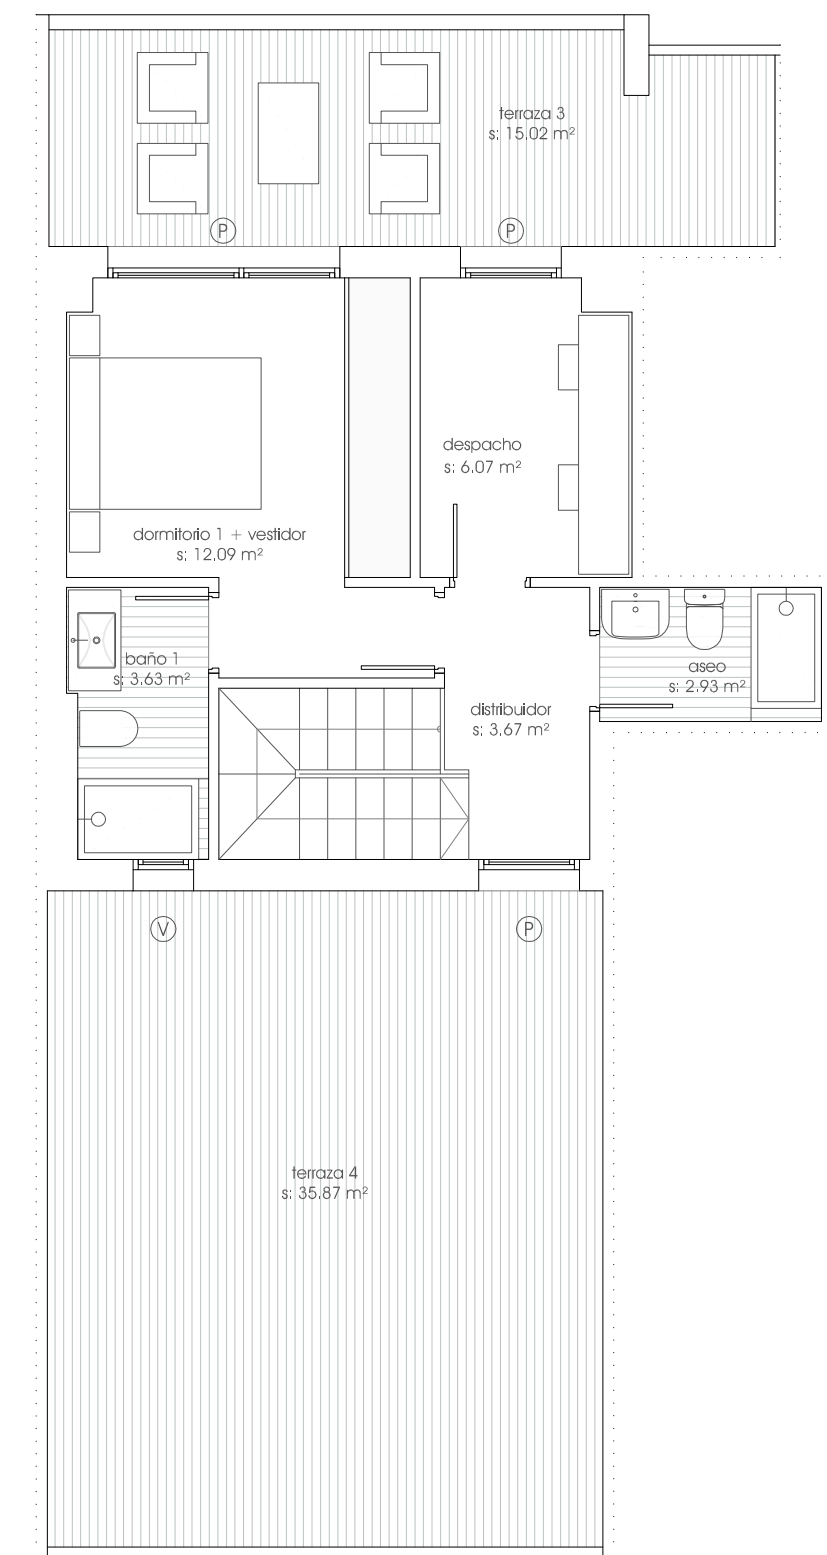 terraza 3
s: 15.02 m²
P
P
despacho
s: 6.07 m²
dormitorio 1 + vestidor
s: 12.09 m²
baño 1
s: 3.63 m²
aseo
s: 2.93 m²
distribuidor
s: 3.67 m²
V
P
terraza 4
s: 35.87 m²